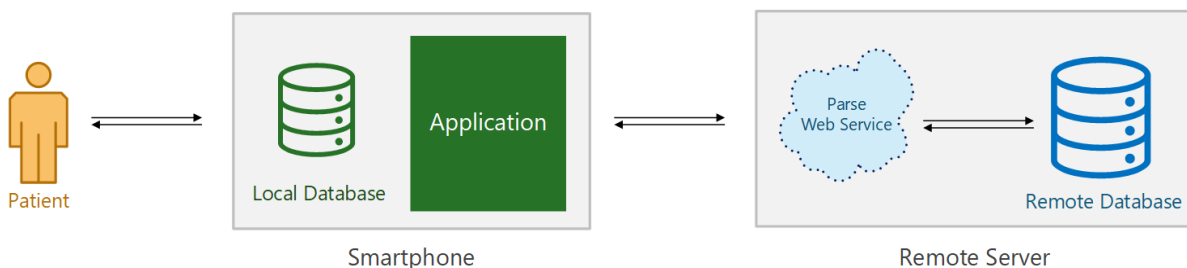 Patient
Local Database
Application
Smartphone
Parse
Web Service
Remote Database
Remote Server